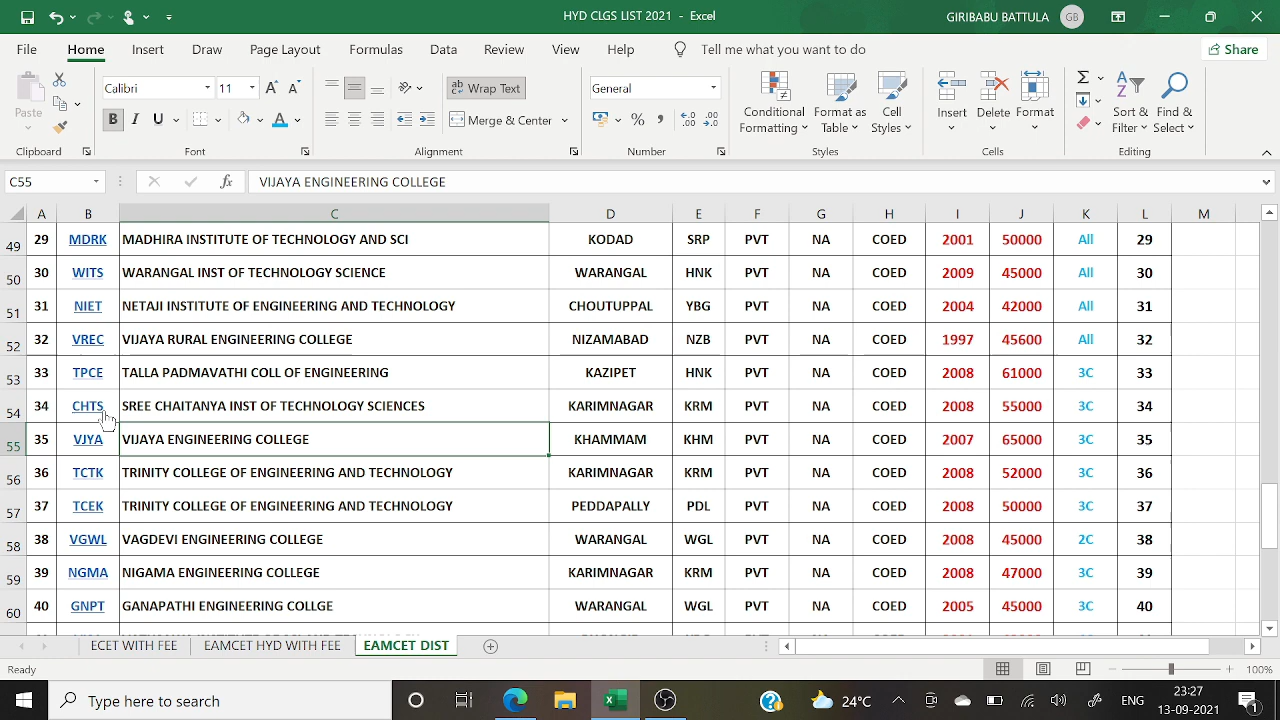 HYD CLGS LIST 2021 - Excel
GIRIBABU BATTULA GB
File Home Insert Draw Page Layout Formulas Data Review View Help Tell me what you want to do Share
Paste
Calibri 11
B I U
Wrap Text
Merge & Center
General
Conditional Formatting
Format as Table
Cell Styles
Insert Delete Format
Sort & Filter
Find & Select
Clipboard Font Alignment Number Styles Cells Editing
C55 fx VIJAYA ENGINEERING COLLEGE
A B C D E F G H I J K L M
49 29 MDRK MADHIRA INSTITUTE OF TECHNOLOGY AND SCI KODAD SRP PVT NA COED 2001 50000 All 29
50 30 WITS WARANGAL INST OF TECHNOLOGY SCIENCE WARANGAL HNK PVT NA COED 2009 45000 All 30
51 31 NIET NETAJI INSTITUTE OF ENGINEERING AND TECHNOLOGY CHOUTUPPAL YBG PVT NA COED 2004 42000 All 31
52 32 VREC VIJAYA RURAL ENGINEERING COLLEGE NIZAMABAD NZB PVT NA COED 1997 45600 All 32
53 33 TPCE TALLA PADMAVATHI COLL OF ENGINEERING KAZIPET HNK PVT NA COED 2008 61000 3C 33
54 34 CHTS SREE CHAITANYA INST OF TECHNOLOGY SCIENCES KARIMNAGAR KRM PVT NA COED 2008 55000 3C 34
55 35 VJYA VIJAYA ENGINEERING COLLEGE KHAMMAM KHM PVT NA COED 2007 65000 3C 35
56 36 TCTK TRINITY COLLEGE OF ENGINEERING AND TECHNOLOGY KARIMNAGAR KRM PVT NA COED 2008 52000 3C 36
57 37 TCEK TRINITY COLLEGE OF ENGINEERING AND TECHNOLOGY PEDDAPALLY PDL PVT NA COED 2008 50000 3C 37
58 38 VGWL VAGDEVI ENGINEERING COLLEGE WARANGAL WGL PVT NA COED 2008 45000 2C 38
59 39 NGMA NIGAMA ENGINEERING COLLEGE KARIMNAGAR KRM PVT NA COED 2008 47000 3C 39
60 40 GNPT GANAPATHI ENGINEERING COLLGE WARANGAL WGL PVT NA COED 2005 45000 3C 40
ECET WITH FEE EAMCET HYD WITH FEE EAMCET DIST
Ready 100%
Type here to search 24°C ENG 23:27
13-09-2021